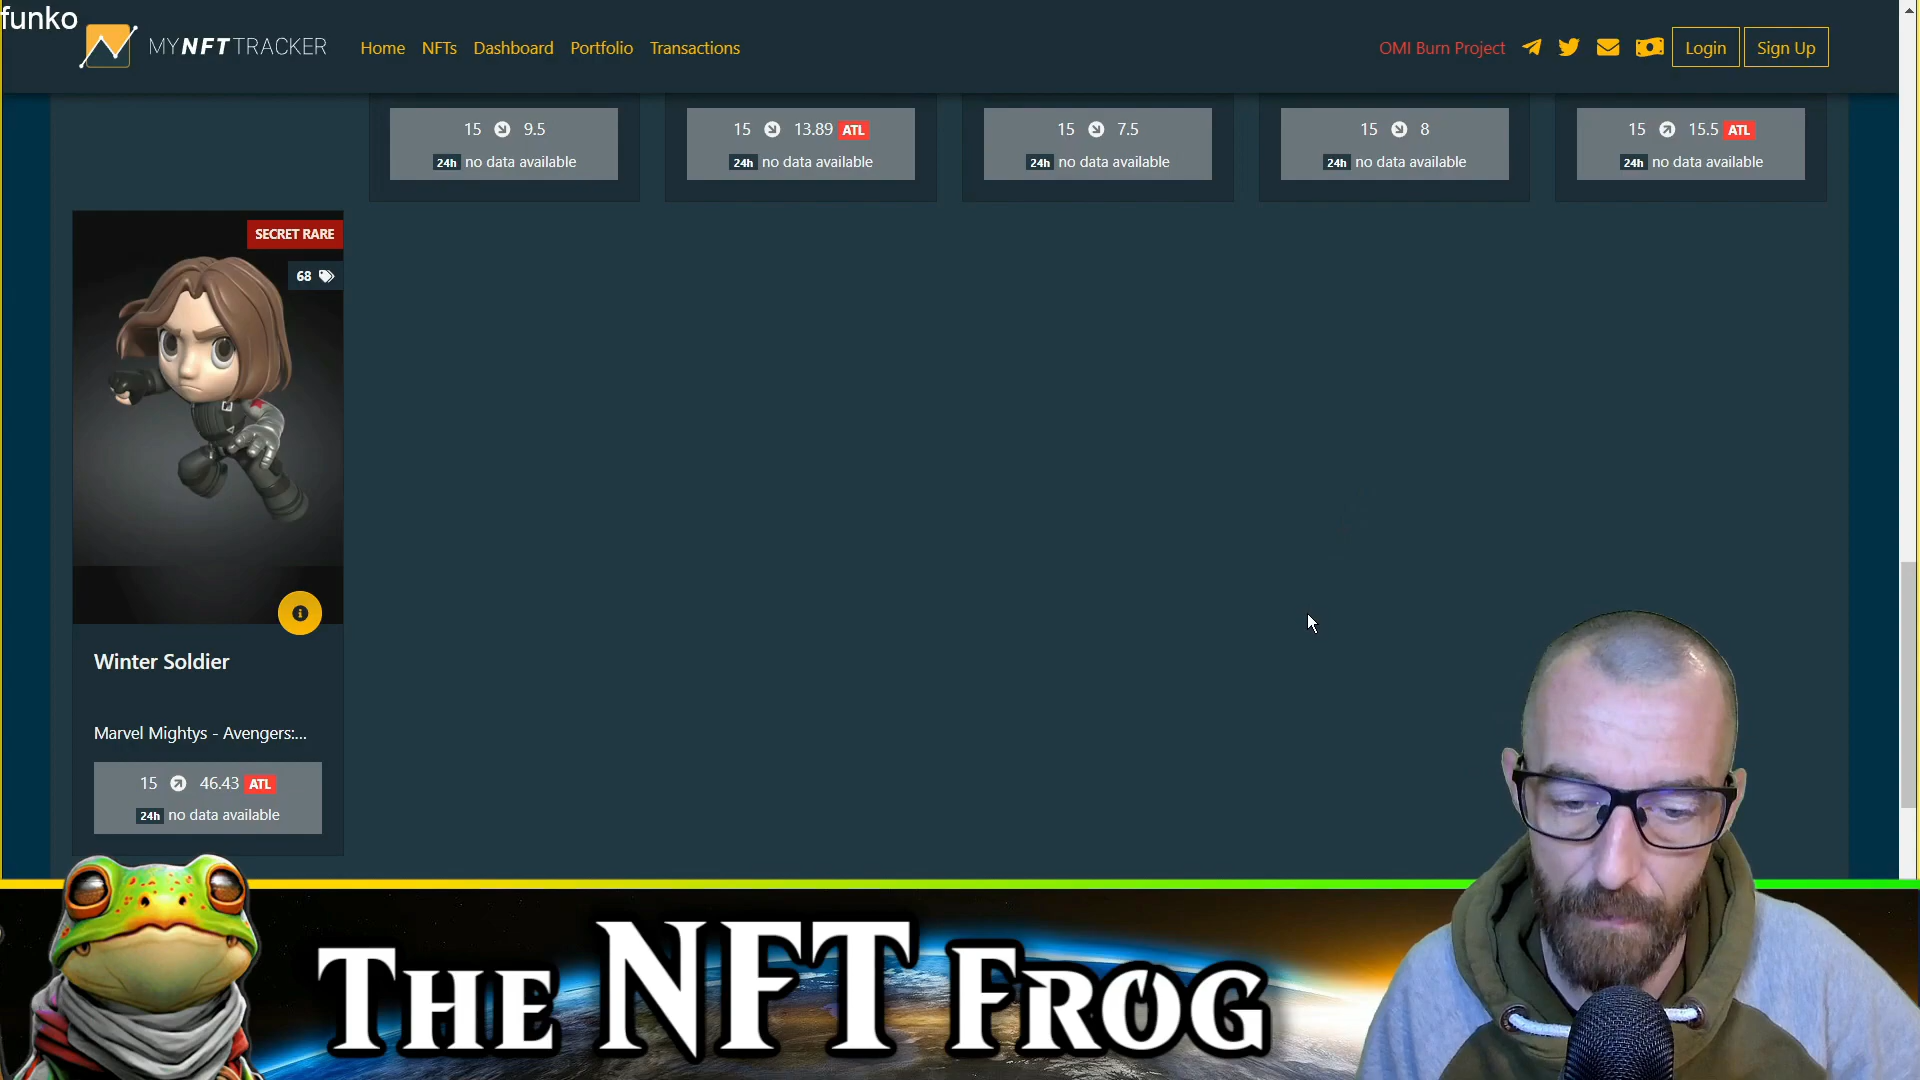 funko
MYNFTTRACKER
Home NFTs Dashboard Portfolio Transactions
OMI Burn Project
Login
Sign Up
15 9.5
24h no data available
15 13.89 ATL
24h no data available
15 7.5
24h no data available
15 8
24h no data available
15 15.5 ATL
24h no data available
SECRET RARE
68
Winter Soldier
Marvel Mightys - Avengers:...
15 46.43 ATL
24h no data available
THE NFT FROG